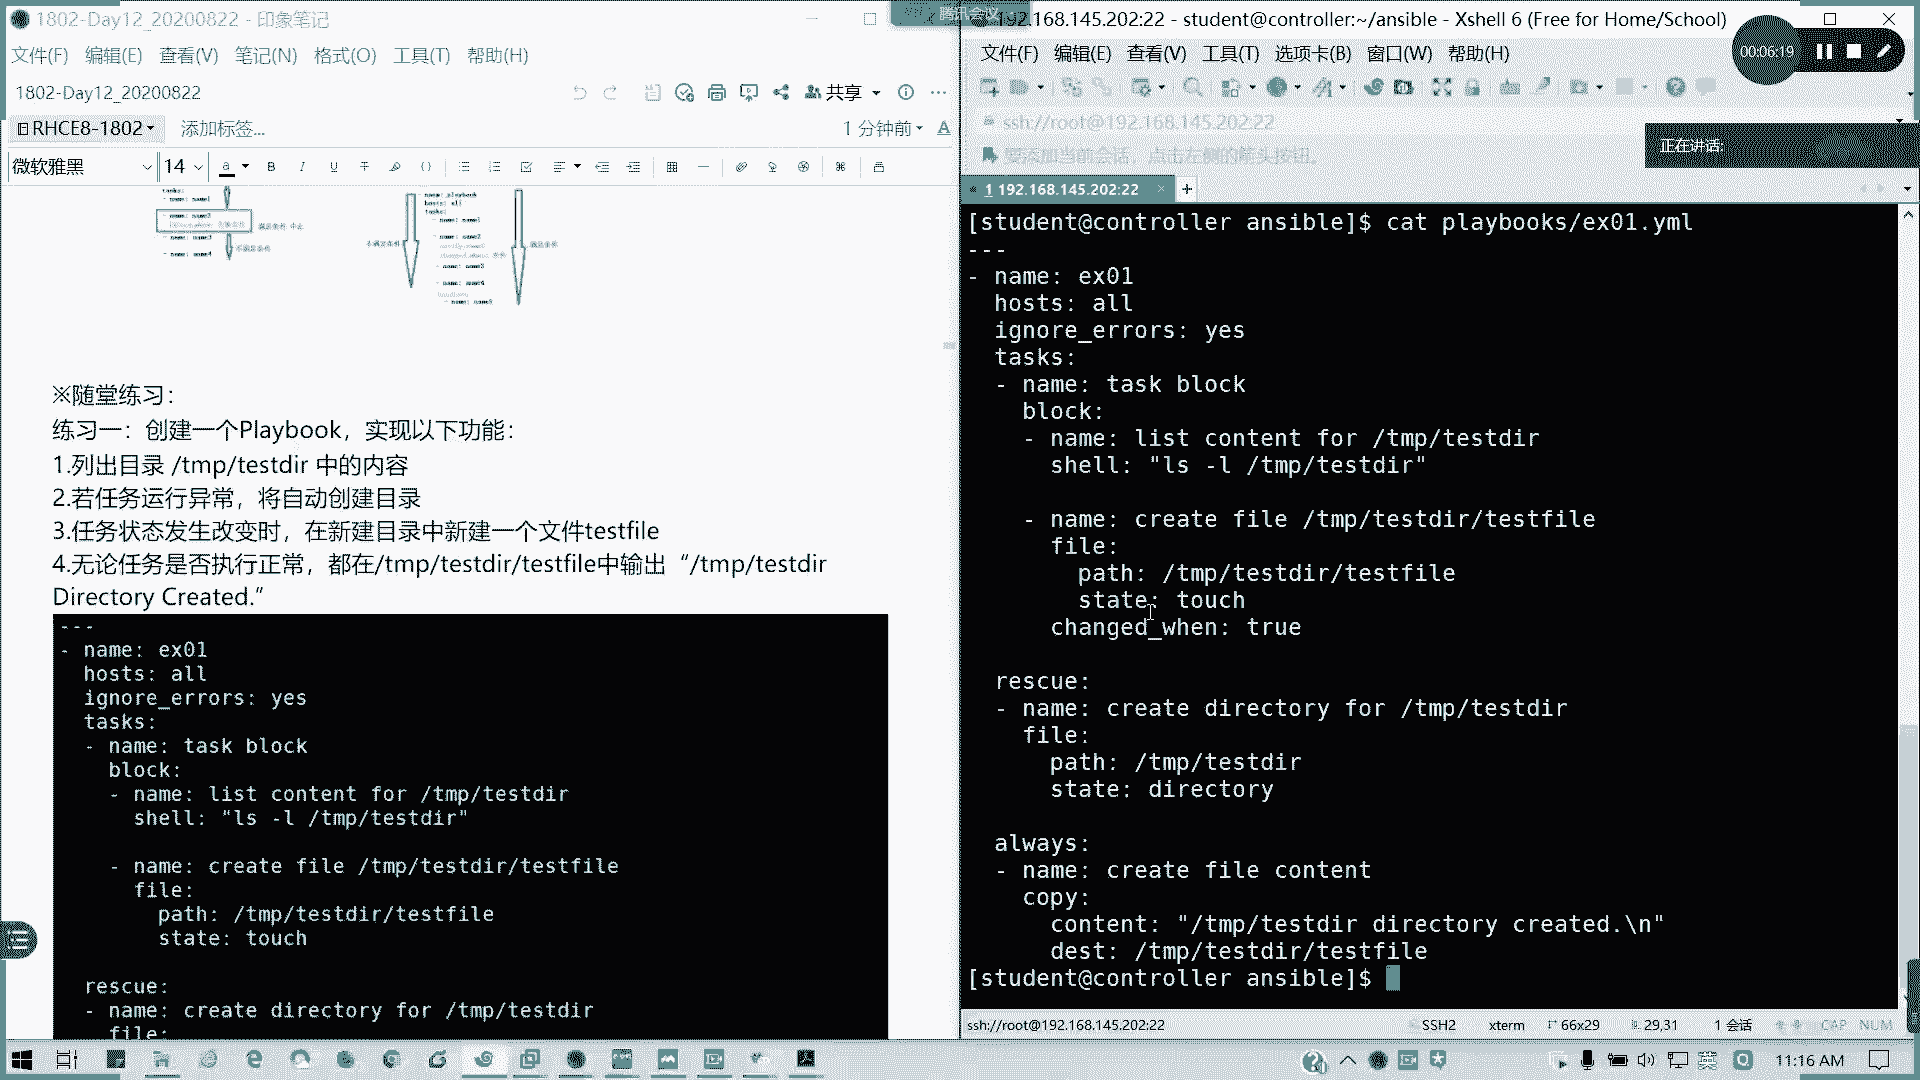 1802-Day12_20200822 - 印象笔记
文件(F) 编辑(E) 查看(V) 笔记(N) 格式(O) 工具(T) 帮助(H)
1802-Day12_20200822
共享
RHCE8-1802
添加标签...
1 分钟前
微软雅黑
14
※随堂练习：
练习一：创建一个Playbook，实现以下功能：
1.列出目录 /tmp/testdir 中的内容
2.若任务运行异常，将自动创建目录
3.任务状态发生改变时，在新建目录中新建一个文件testfile
4.无论任务是否执行正常，都在/tmp/testdir/testfile中输出“/tmp/testdir
Directory Created.”
---
- name: ex01
hosts: all
ignore_errors: yes
tasks:
- name: task block
block:
- name: list content for /tmp/testdir
shell: "ls -l /tmp/testdir"
- name: create file /tmp/testdir/testfile
file:
path: /tmp/testdir/testfile
state: touch
rescue:
- name: create directory for /tmp/testdir
file:
腾讯会议
192.168.145.202:22 - student@controller:~/ansible - Xshell 6 (Free for Home/School)
文件(F) 编辑(E) 查看(V) 工具(T) 选项卡(B) 窗口(W) 帮助(H)
00:06:19
ssh://root@192.168.145.202:22
正在讲话:
要添加当前会话，点击左侧的箭头按钮。
1 192.168.145.202:22
[student@controller ansible]$ cat playbooks/ex01.yml
---
- name: ex01
hosts: all
ignore_errors: yes
tasks:
- name: task block
block:
- name: list content for /tmp/testdir
shell: "ls -l /tmp/testdir"
- name: create file /tmp/testdir/testfile
file:
path: /tmp/testdir/testfile
state: touch
changed_when: true
rescue:
- name: create directory for /tmp/testdir
file:
path: /tmp/testdir
state: directory
always:
- name: create file content
copy:
content: "/tmp/testdir directory created.\n"
dest: /tmp/testdir/testfile
[student@controller ansible]$
ssh://root@192.168.145.202:22
SSH2
xterm
66x29
29,31
1 会话
CAP NUM
英
11:16 AM